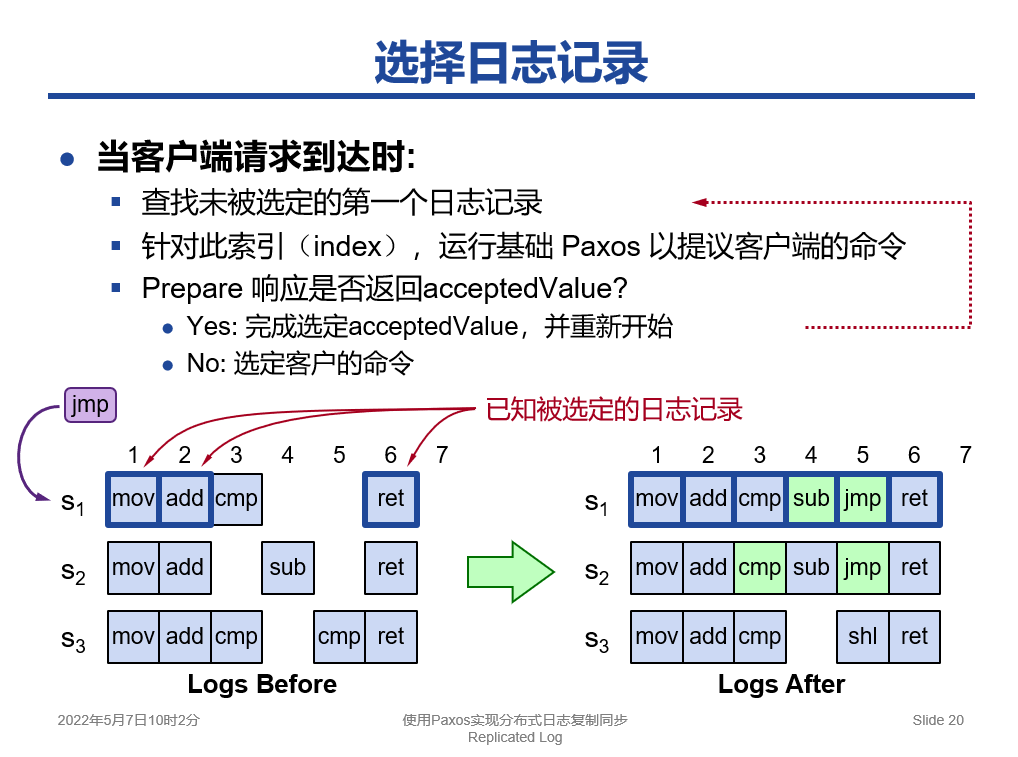 选择日志记录
当客户端请求到达时:
查找未被选定的第一个日志记录
针对此索引（index），运行基础 Paxos 以提议客户端的命令
Prepare 响应是否返回acceptedValue?
Yes: 完成选定acceptedValue，并重新开始
No: 选定客户的命令
jmp
已知被选定的日志记录
1 2 3 4 5 6 7
s1 mov add cmp ret
s2 mov add sub ret
s3 mov add cmp cmp ret
Logs Before
1 2 3 4 5 6 7
s1 mov add cmp sub jmp ret
s2 mov add cmp sub jmp ret
s3 mov add cmp shl ret
Logs After
2022年5月7日10时2分
使用Paxos实现分布式日志复制同步
Replicated Log
Slide 20